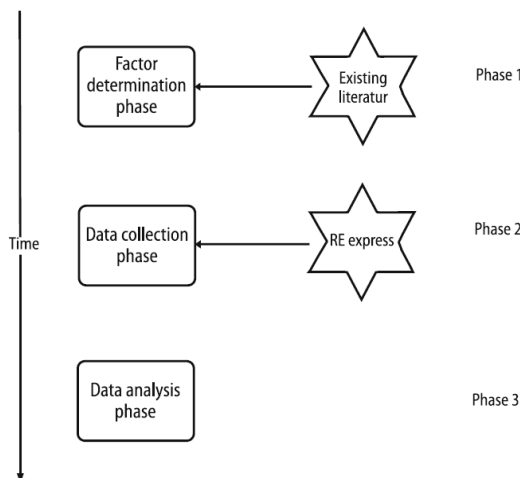 Factor
determination
phase
Existing
literatur
Phase 1
Time
Data collection
phase
RE express
Phase 2
Data analysis
phase
Phase 3